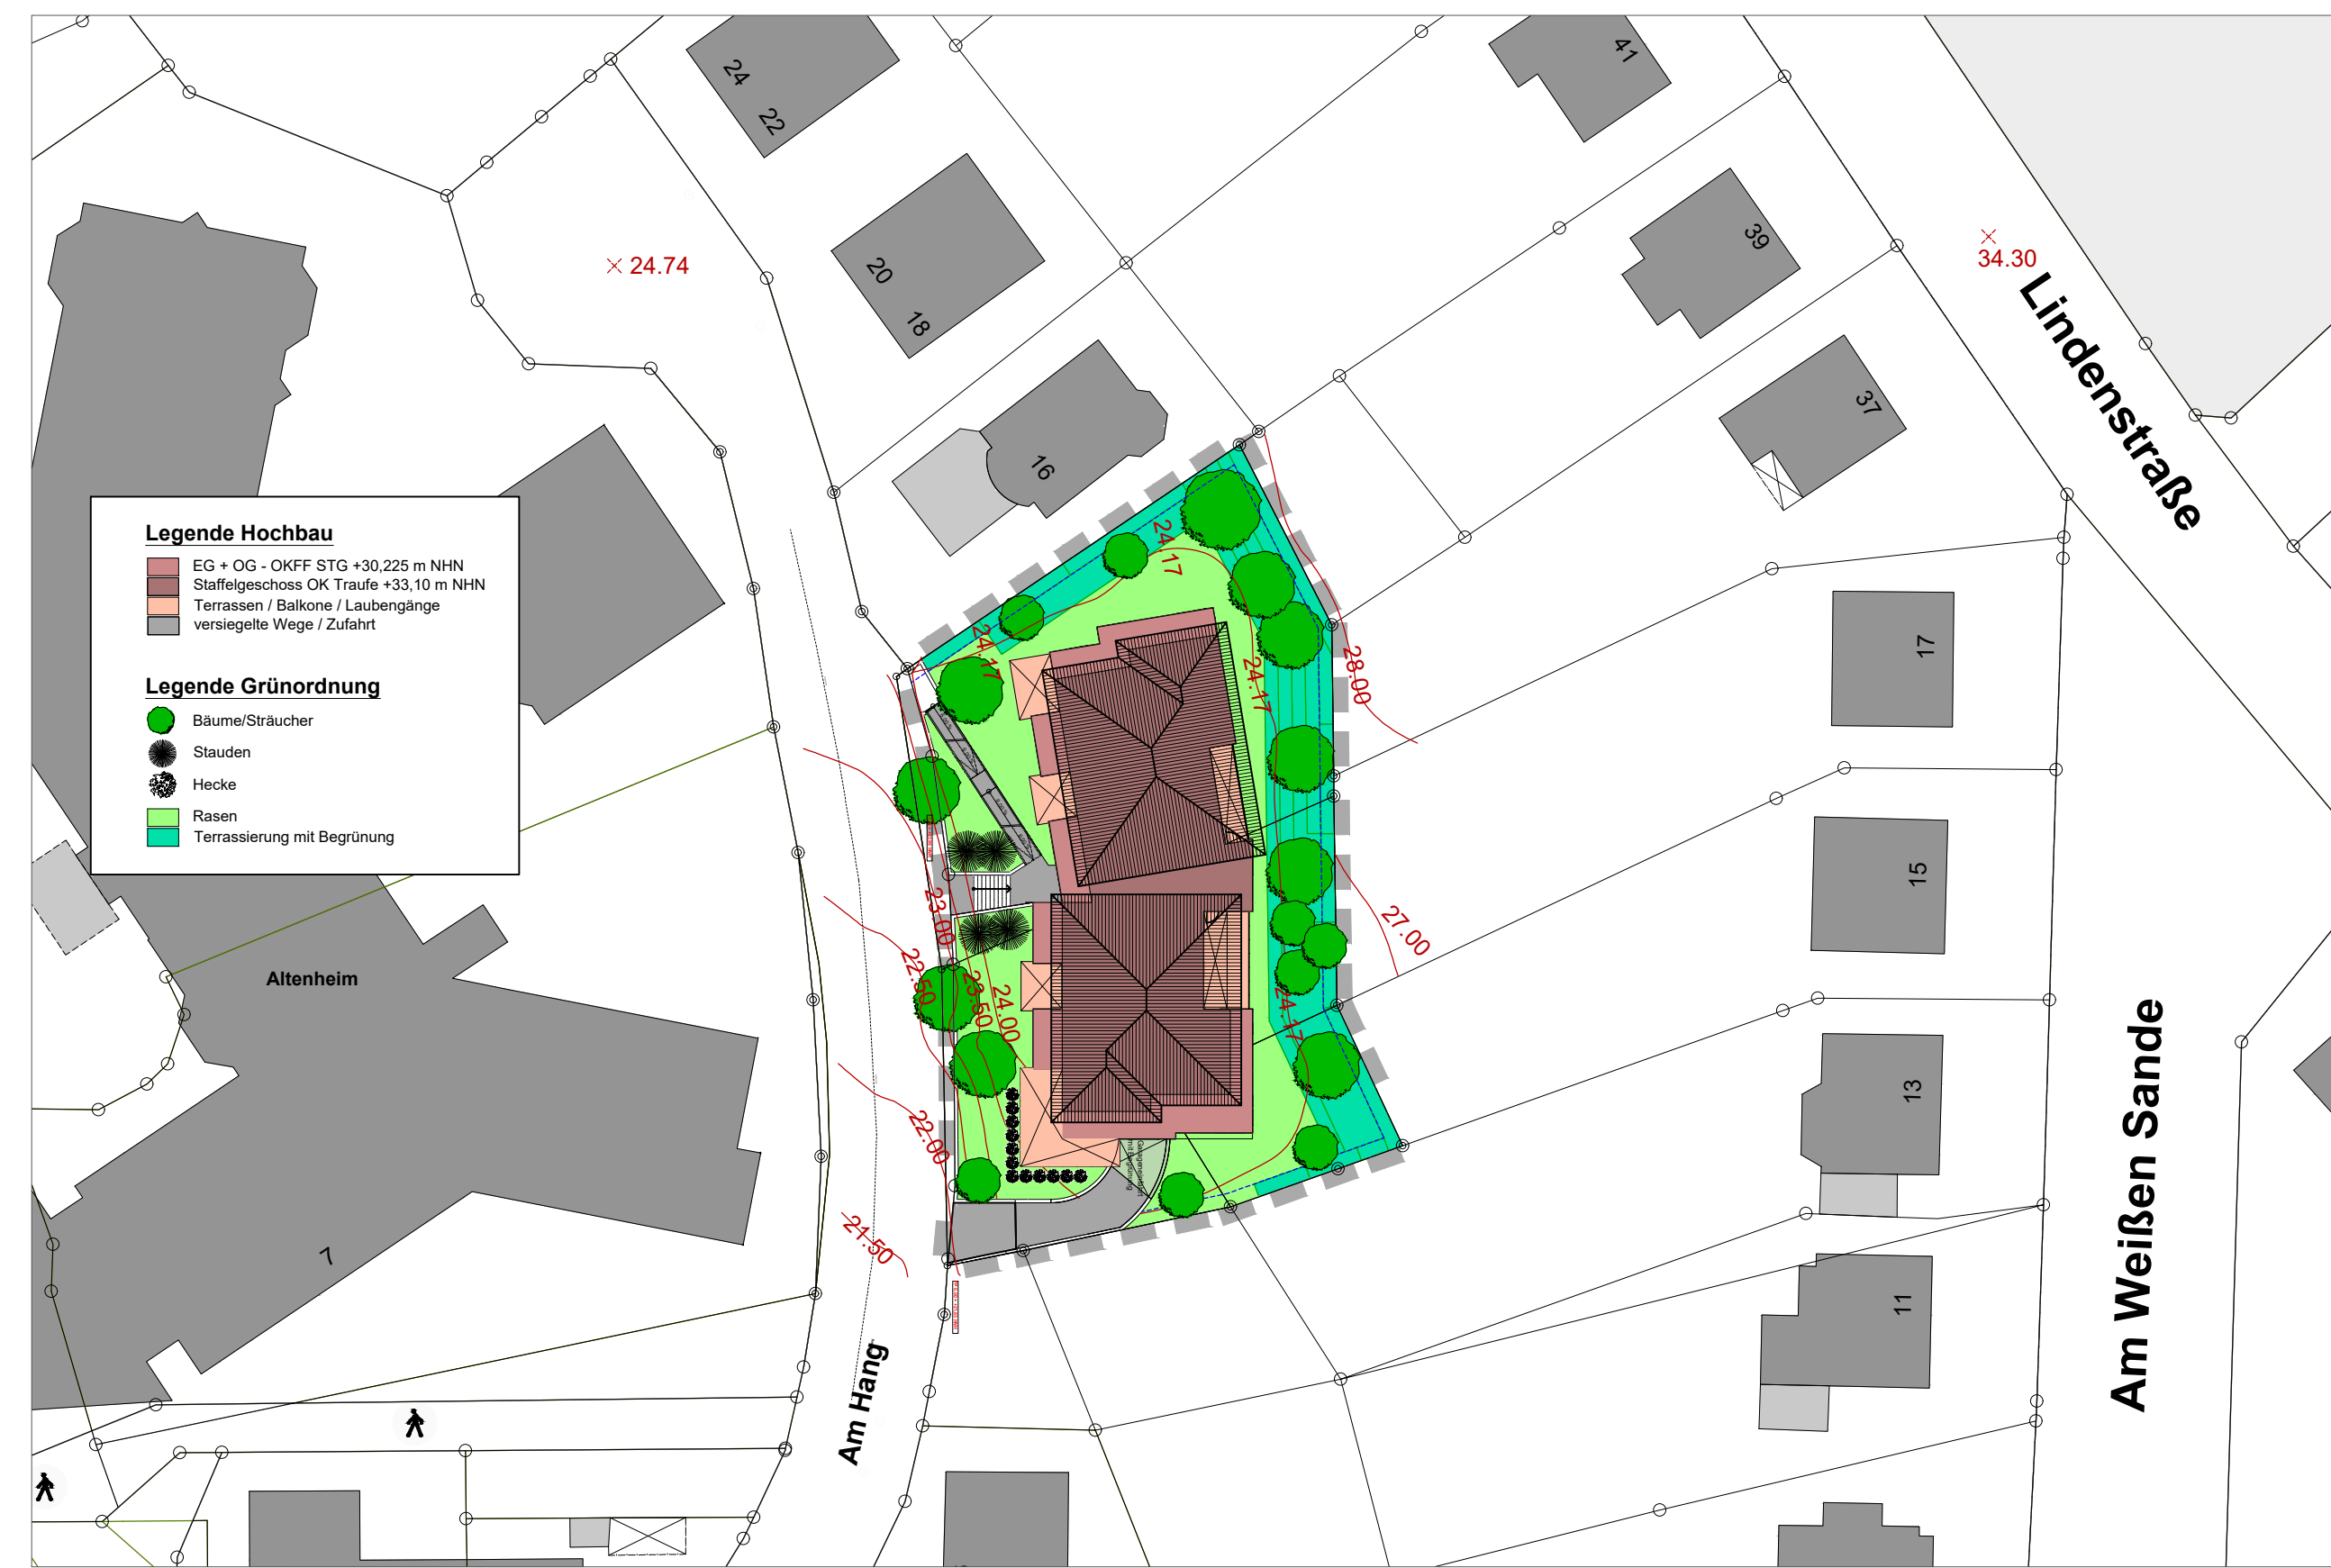 24
22
41
39
20
18
24.74
34.30
Lindenstraße
37
16
24.17
Legende Hochbau
EG + OG - OKFF STG +30,225 m NHN
Staffelgeschoss OK Traufe +33,10 m NHN
Terrassen / Balkone / Laubengänge
versiegelte Wege / Zufahrt
24.17
24.17
28.00
17
Legende Grünordnung
Bäume/Sträucher
Stauden
Hecke
Rasen
Terrassierung mit Begrünung
15
23.00
27.00
22.50
23.50
24.00
24.17
Altenheim
13
22.00
mit Begrünung
21.50
7
11
Am Weißen Sande
Am Hang